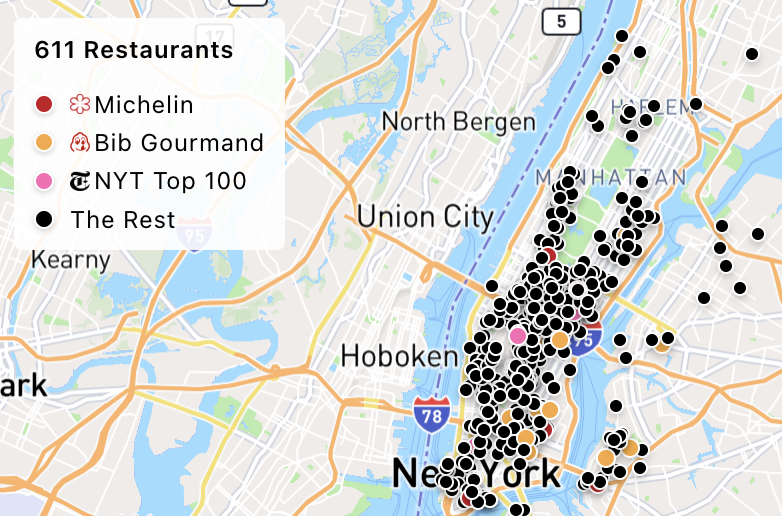 5
17
611 Restaurants
Michelin
Bib Gourmand
NYT Top 100
The Rest
North Bergen
HARLEM
MANHATTAN
Union City
95
Kearny
Hoboken
ark
78
New York